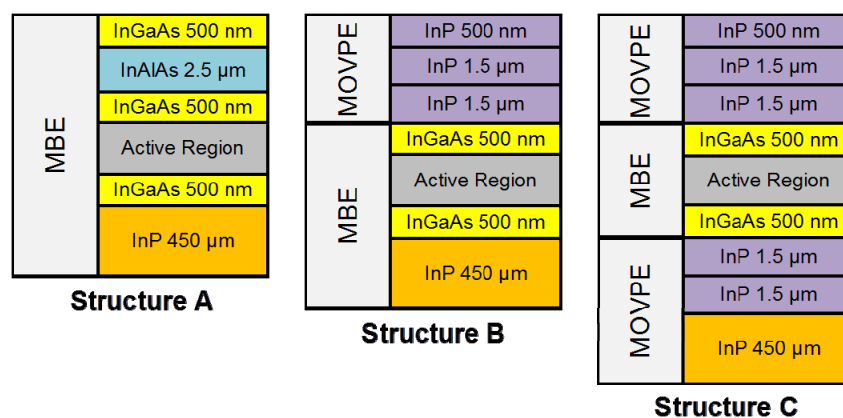 MBE
InGaAs 500 nm
InAlAs 2.5 µm
InGaAs 500 nm
Active Region
InGaAs 500 nm
InP 450 µm
Structure A
MOVPE
InP 500 nm
InP 1.5 µm
InP 1.5 µm
MBE
InGaAs 500 nm
Active Region
InGaAs 500 nm
InP 450 µm
Structure B
MOVPE
InP 500 nm
InP 1.5 µm
InP 1.5 µm
MBE
InGaAs 500 nm
Active Region
InGaAs 500 nm
MOVPE
InP 1.5 µm
InP 1.5 µm
InP 450 µm
Structure C